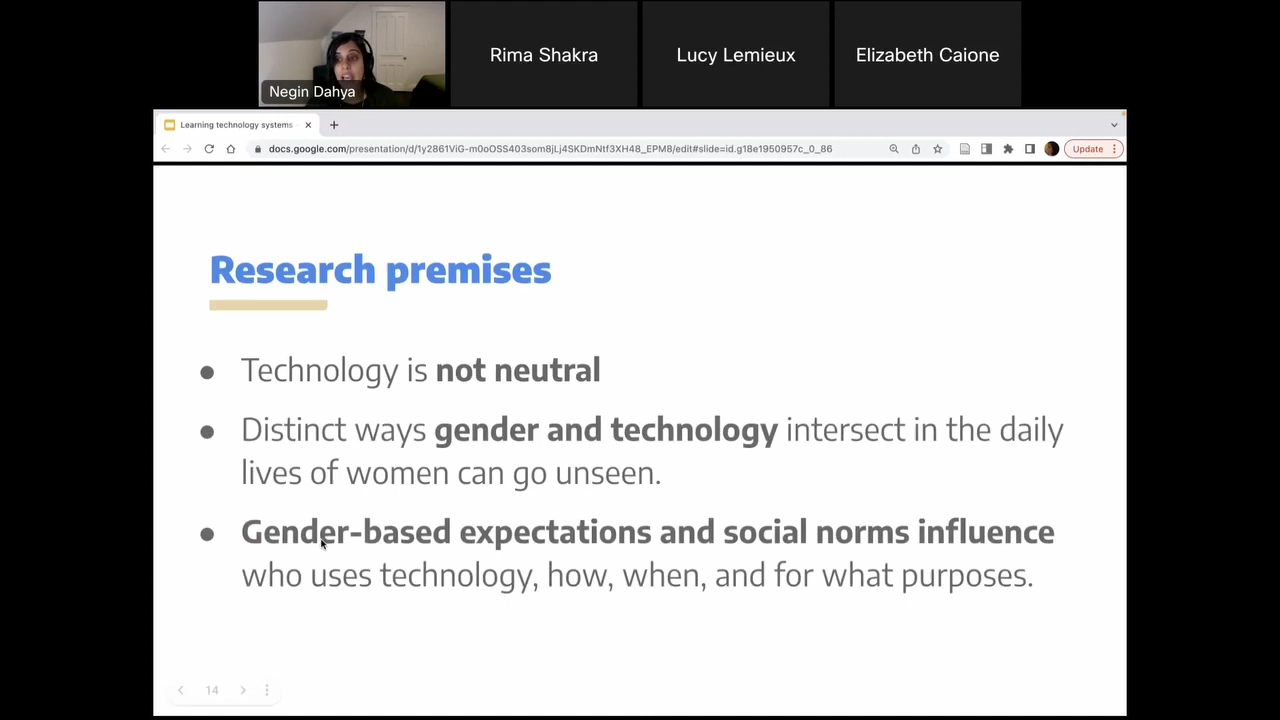 Negin Dahya
Rima Shakra
Lucy Lemieux
Elizabeth Caione
Learning technology systems
docs.google.com/presentation/d/1y2861ViG-m0oOSS403som8jLj4SKDmNtf3XH48_EPM8/edit#slide=id.g18e1950957c_0_86
Update
Research premises
● Technology is not neutral
● Distinct ways gender and technology intersect in the daily
lives of women can go unseen.
● Gender-based expectations and social norms influence
who uses technology, how, when, and for what purposes.
14